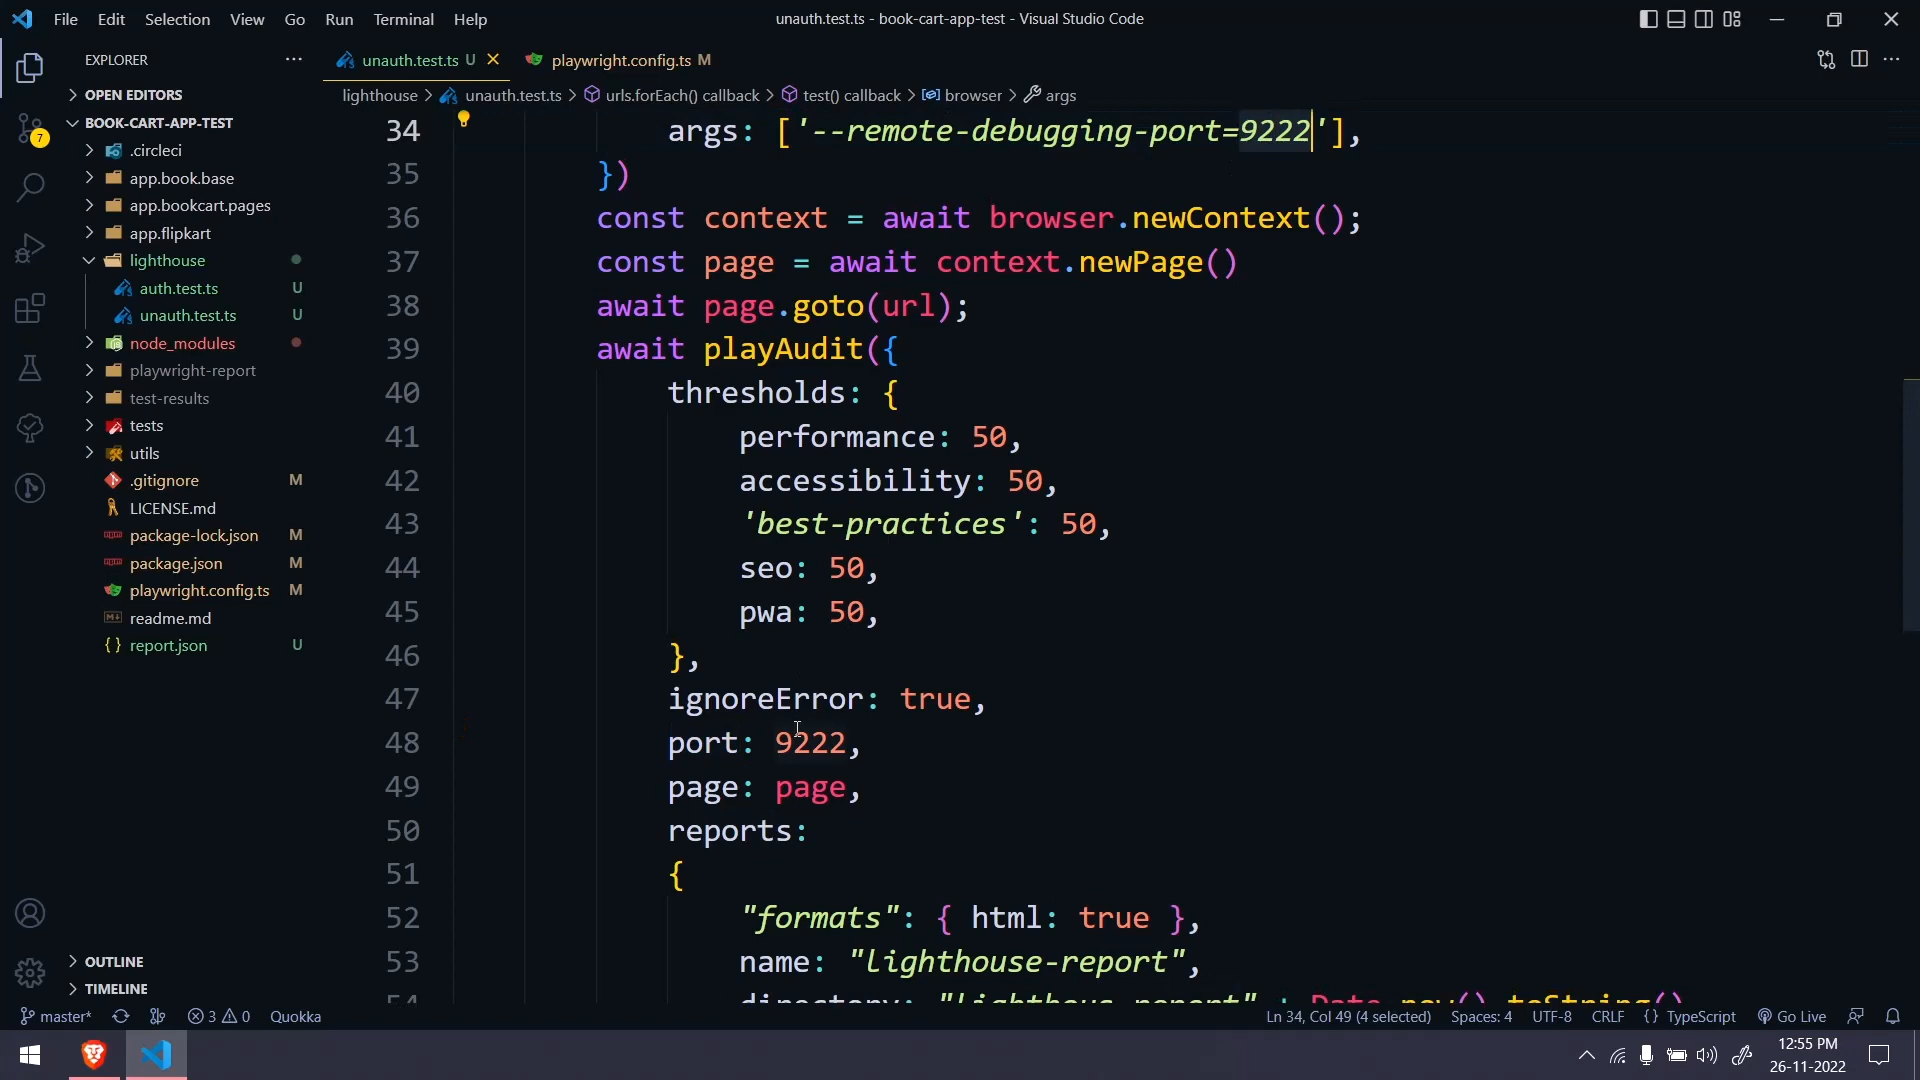 File Edit Selection View Go Run Terminal Help
unauth.test.ts - book-cart-app-test - Visual Studio Code
EXPLORER
OPEN EDITORS
BOOK-CART-APP-TEST
.circleci
app.book.base
app.bookcart.pages
app.flipkart
lighthouse
auth.test.ts U
unauth.test.ts U
node_modules
playwright-report
test-results
tests
utils
.gitignore M
LICENSE.md
package-lock.json M
package.json M
playwright.config.ts M
readme.md
report.json U
OUTLINE
TIMELINE
7
unauth.test.ts U
playwright.config.ts M
lighthouse > unauth.test.ts > urls.forEach() callback > test() callback > browser > args
34 args: ['--remote-debugging-port=9222'],
35 })
36 const context = await browser.newContext();
37 const page = await context.newPage()
38 await page.goto(url);
39 await playAudit({
40 thresholds: {
41 performance: 50,
42 accessibility: 50,
43 'best-practices': 50,
44 seo: 50,
45 pwa: 50,
46 },
47 ignoreError: true,
48 port: 9222,
49 page: page,
50 reports:
51 {
52 "formats": { html: true },
53 name: "lighthouse-report",
54 directory: "lighthous-report" + Date.now().toString()
master* 3 0 Quokka
Ln 34, Col 49 (4 selected) Spaces: 4 UTF-8 CRLF {} TypeScript Go Live
12:55 PM
26-11-2022